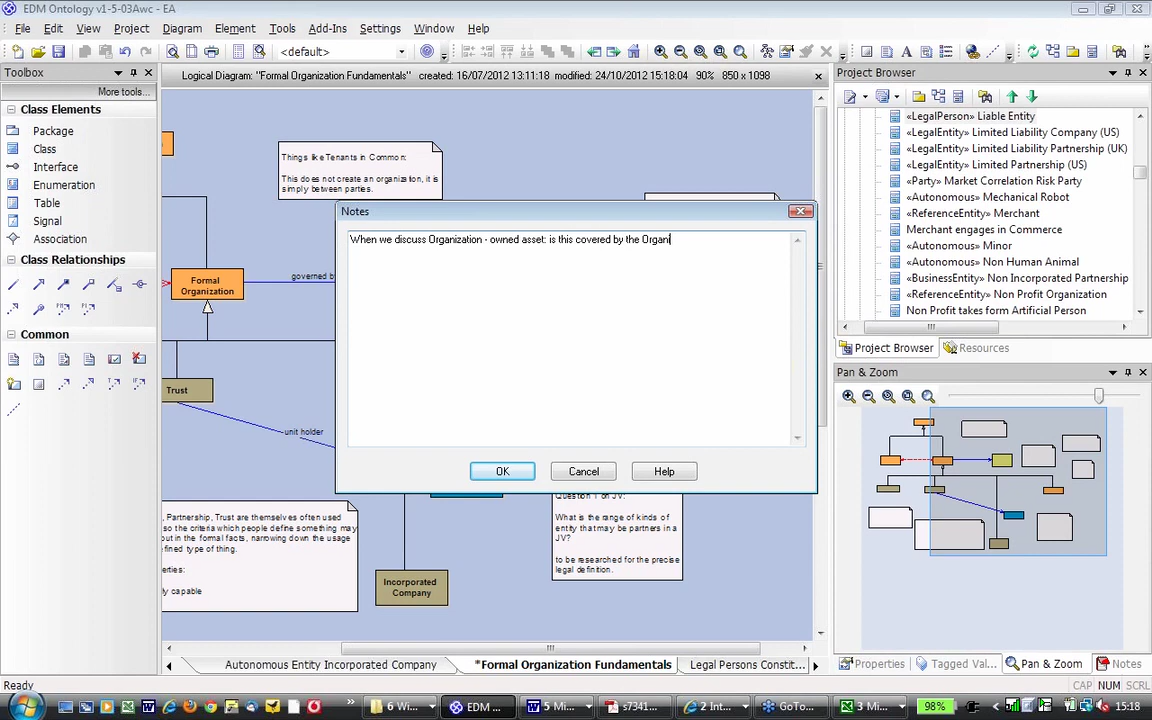 EDM Ontology v1-5-03Awc - EA
File Edit View Project Diagram Element Tools Add-Ins Settings Window Help
<default>
Toolbox
More tools...
Class Elements
Package
Class
Interface
Enumeration
Table
Signal
Association
Class Relationships
Common
Logical Diagram: "Formal Organization Fundamentals" created: 16/07/2012 13:11:18 modified: 24/10/2012 15:18:04 90% 850 x 1098
Things like Tenants in Common:
This does not create an organization, it is
simply between parties.
Formal
Organization
governed b
Trust
unit holder
Notes
When we discuss Organization - owned asset: is this covered by the Organi
OK
Cancel
Help
, Partnership, Trust are themselves often used
so the criteria which people define something may
out in the formal facts, narrowing down the usage
fined type of thing.
erties:
y capable
Incorporated
Company
Question 1 on JV:
What is the range of kinds of
entity that may be partners in a
JV?
to be researched for the precise
legal definition.
Autonomous Entity Incorporated Company
*Formal Organization Fundamentals
Legal Persons Constit...
Project Browser
«LegalPerson» Liable Entity
«LegalEntity» Limited Liability Company (US)
«LegalEntity» Limited Liability Partnership (UK)
«LegalEntity» Limited Partnership (US)
«Party» Market Correlation Risk Party
«Autonomous» Mechanical Robot
«ReferenceEntity» Merchant
Merchant engages in Commerce
«Autonomous» Minor
«Autonomous» Non Human Animal
«BusinessEntity» Non Incorporated Partnership
«ReferenceEntity» Non Profit Organization
Non Profit takes form Artificial Person
Project Browser
Resources
Pan & Zoom
Properties
Tagged Val...
Pan & Zoom
Notes
Ready
CAP NUM SCRL
6 Wi...
EDM ...
5 Mi...
s7341...
2 Int...
GoTo...
3 Mi...
98%
15:18